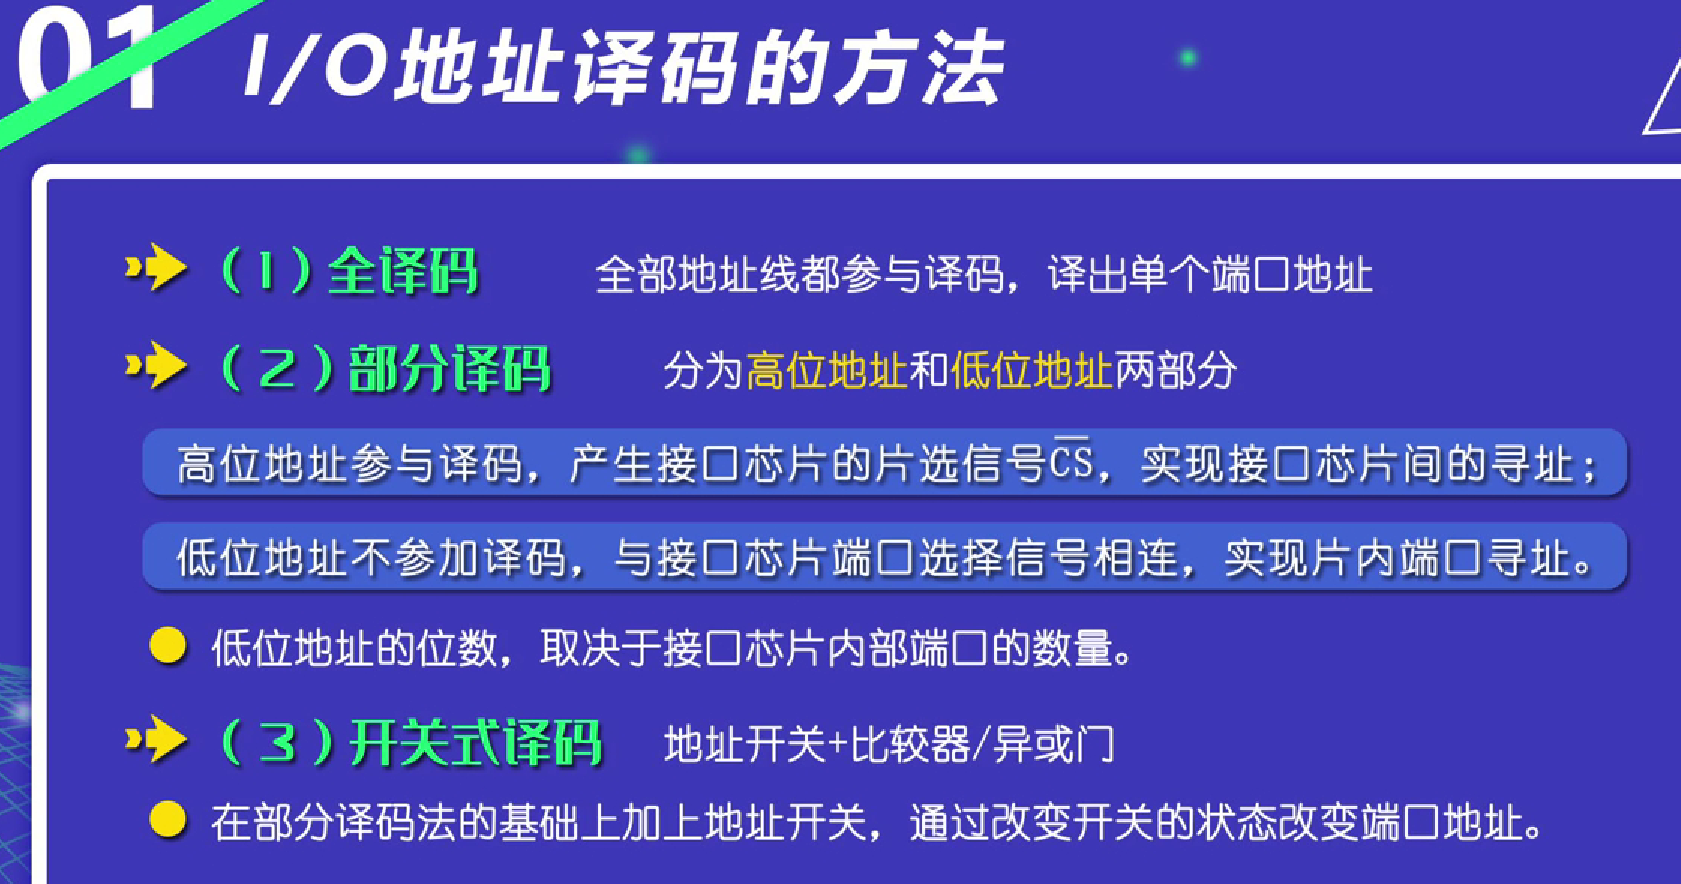 01
I/O地址译码的方法
（1）全译码 全部地址线都参与译码，译出单个端口地址
（2）部分译码 分为高位地址和低位地址两部分
高位地址参与译码，产生接口芯片的片选信号C̅S̅，实现接口芯片间的寻址；
低位地址不参加译码，与接口芯片端口选择信号相连，实现片内端口寻址。
低位地址的位数，取决于接口芯片内部端口的数量。
（3）开关式译码 地址开关+比较器/异或门
在部分译码法的基础上加上地址开关，通过改变开关的状态改变端口地址。